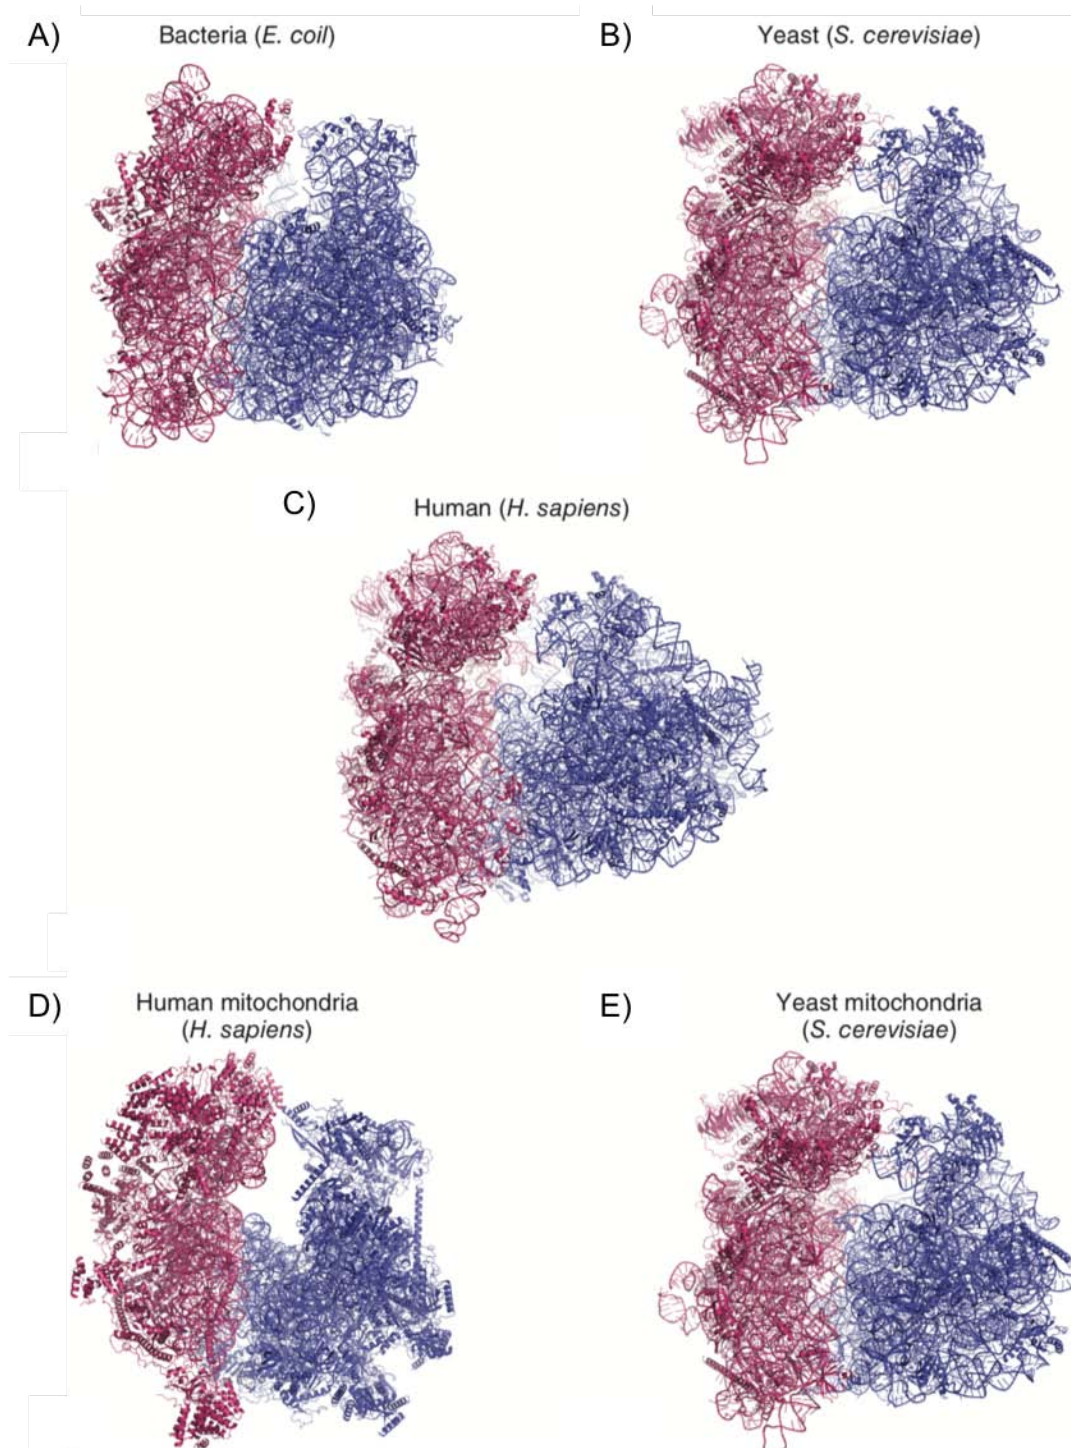 A) Bacteria (E. coil)
B) Yeast (S. cerevisiae)
C) Human (H. sapiens)
D) Human mitochondria
(H. sapiens)
E) Yeast mitochondria
(S. cerevisiae)